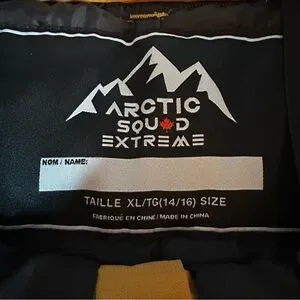 ARCTIC
SQUAD
EXTREME
NOM / NAME:
TAILLE XL/TG(14/16) SIZE
FABRIQUÉ EN CHINE / MADE IN CHINA